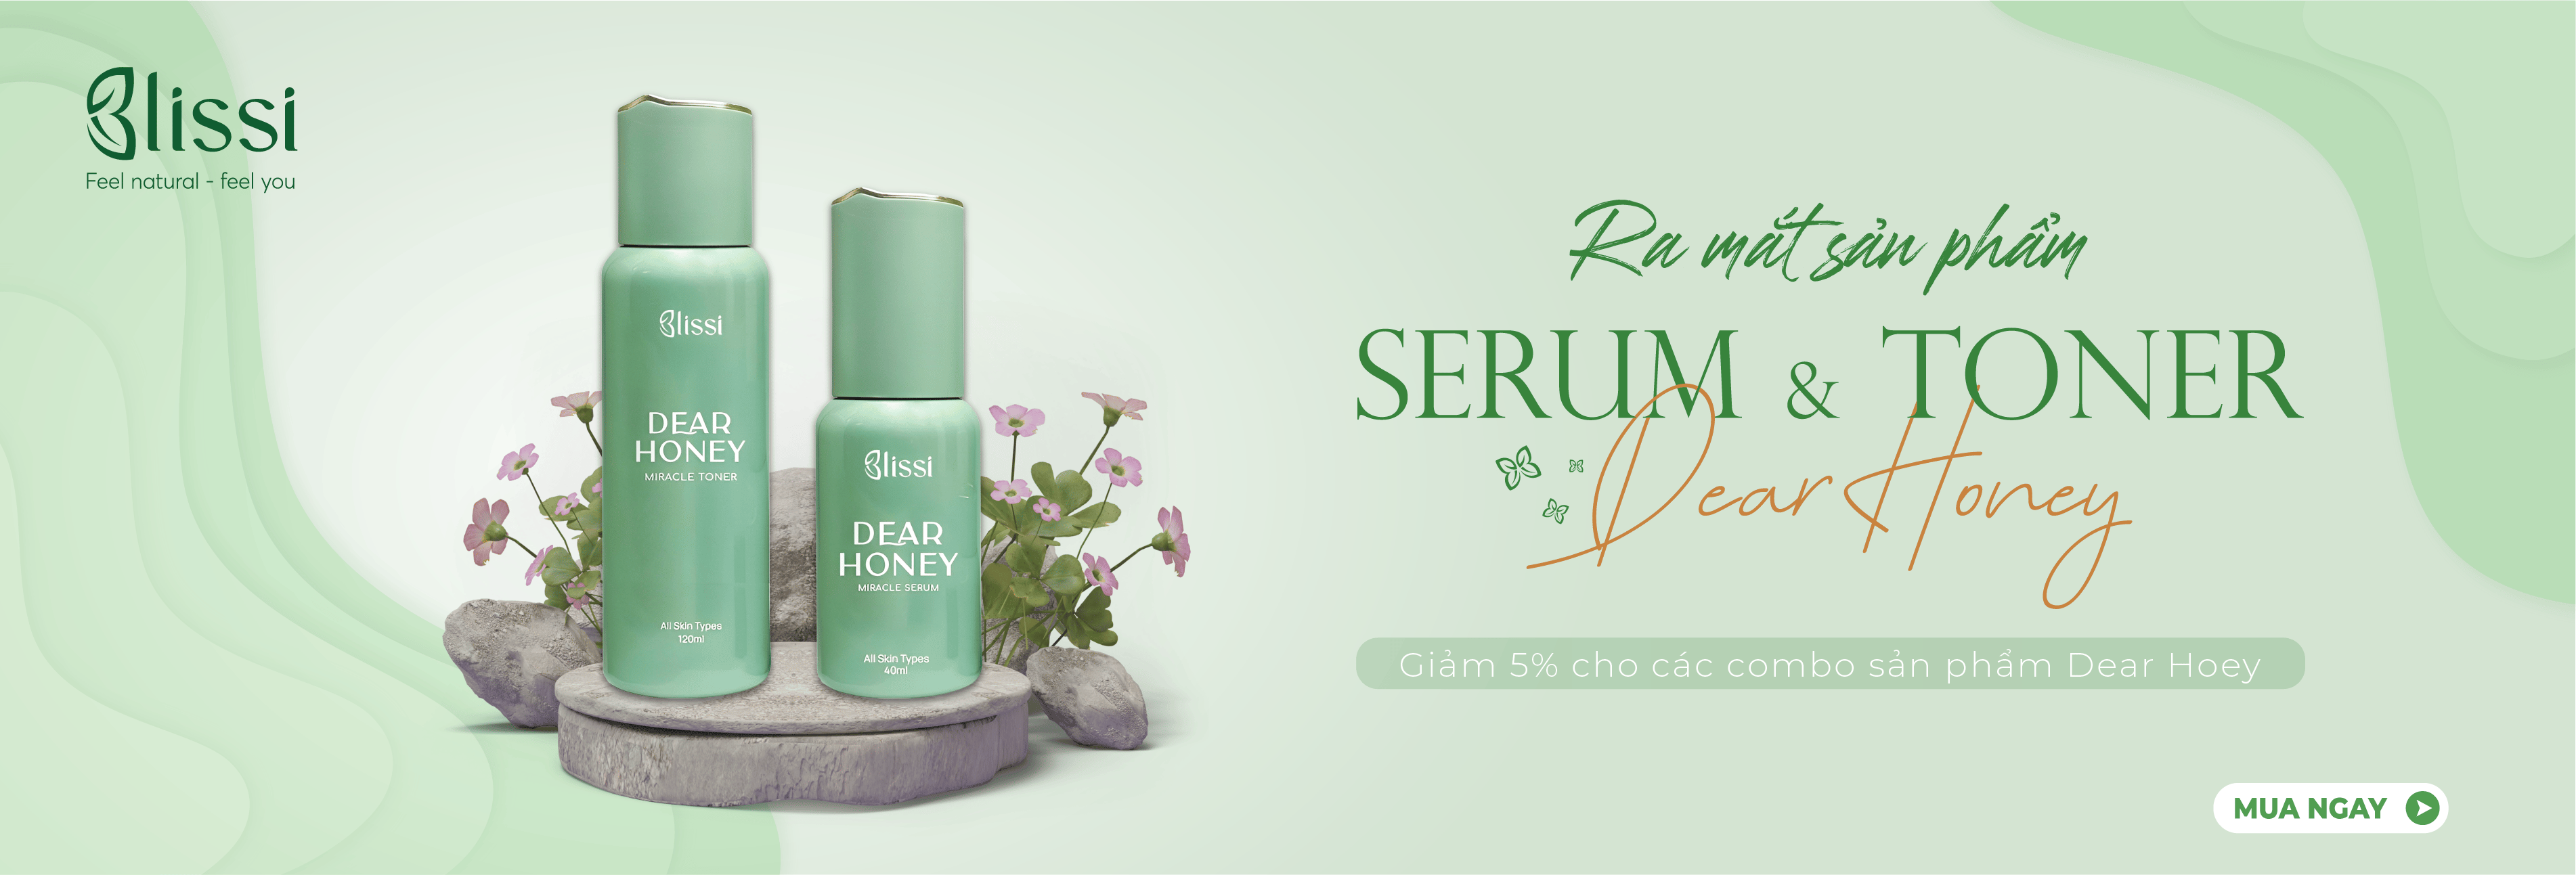 Blissi
Feel natural - feel you
Blissi
DEAR
HONEY
MIRACLE TONER
All Skin Types
120ml
Blissi
DEAR
HONEY
MIRACLE SERUM
All Skin Types
40ml
Ra mắt sản phẩm
SERUM & TONER
Dear Honey
Giảm 5% cho các combo sản phẩm Dear Hoey
MUA NGAY